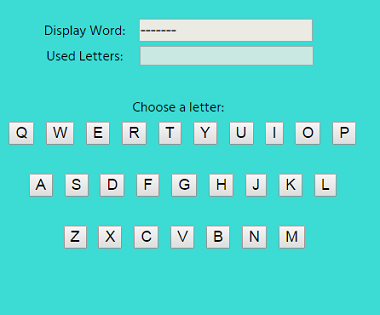 Display Word: -------
Used Letters:
Choose a letter:
Q W E R T Y U I O P
A S D F G H J K L
Z X C V B N M